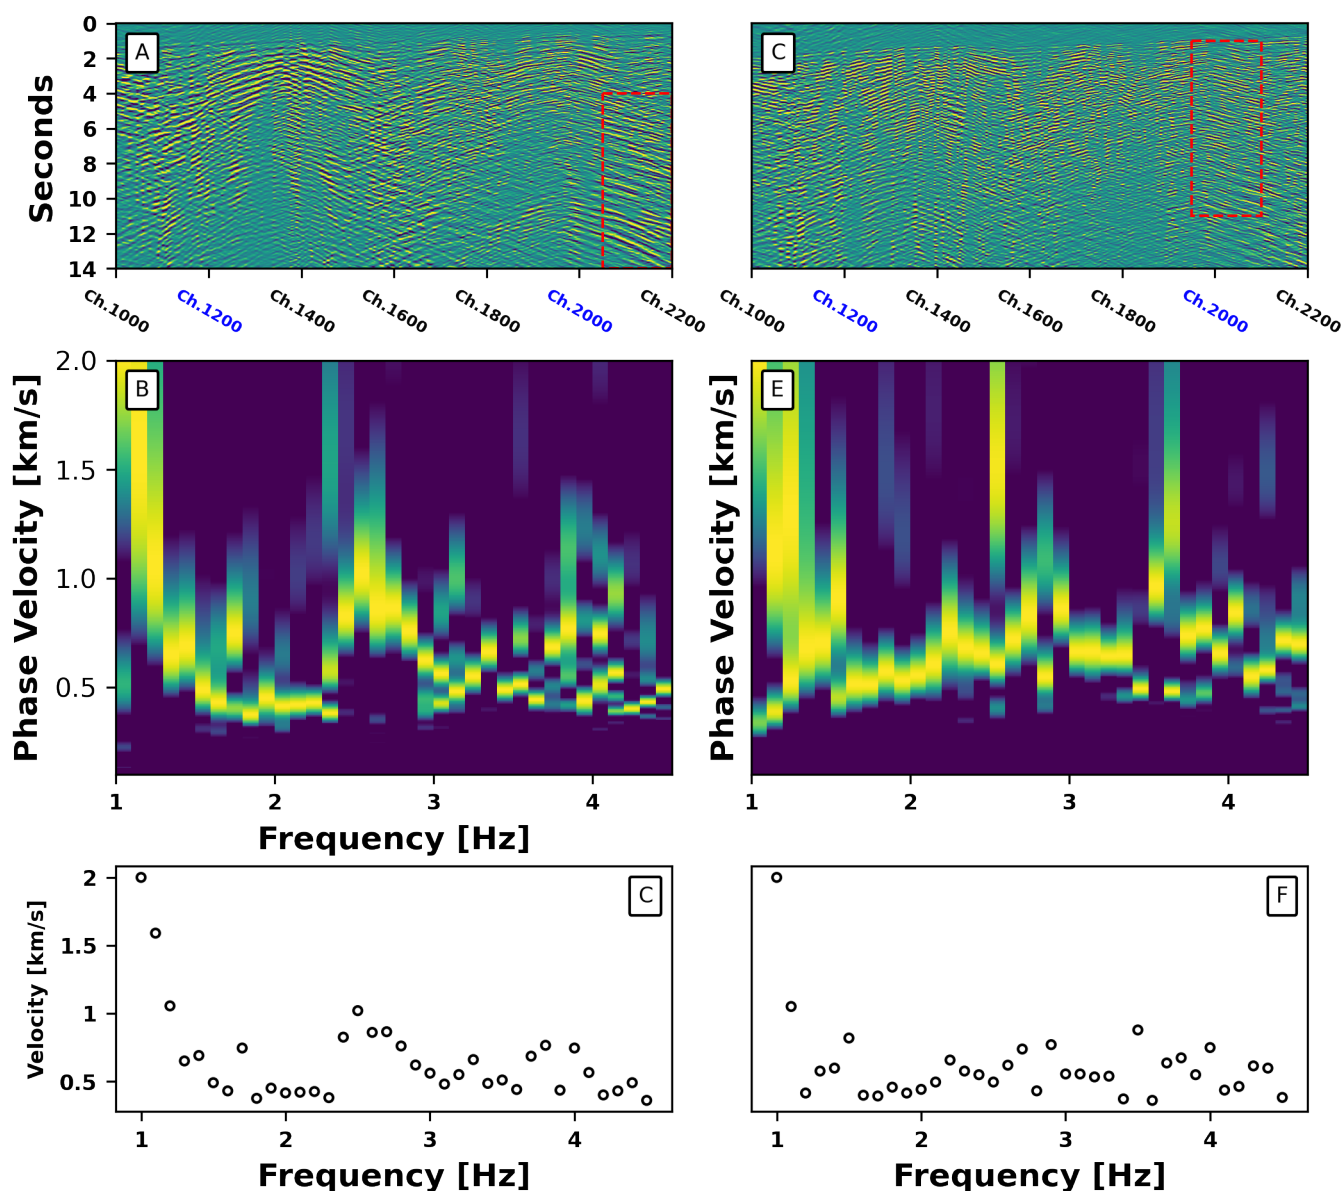 A
C
Seconds
0
2
4
6
8
10
12
14
Ch.1000
Ch.1200
Ch.1400
Ch.1600
Ch.1800
Ch.2000
Ch.2200
Ch.1000
Ch.1200
Ch.1400
Ch.1600
Ch.1800
Ch.2000
Ch.2200
B
E
Phase Velocity [km/s]
2.0
1.5
1.0
0.5
Phase Velocity [km/s]
1 2 3 4
1 2 3 4
Frequency [Hz]
C
F
Velocity [km/s]
2
1.5
1
0.5
1 2 3 4
1 2 3 4
Frequency [Hz]
Frequency [Hz]